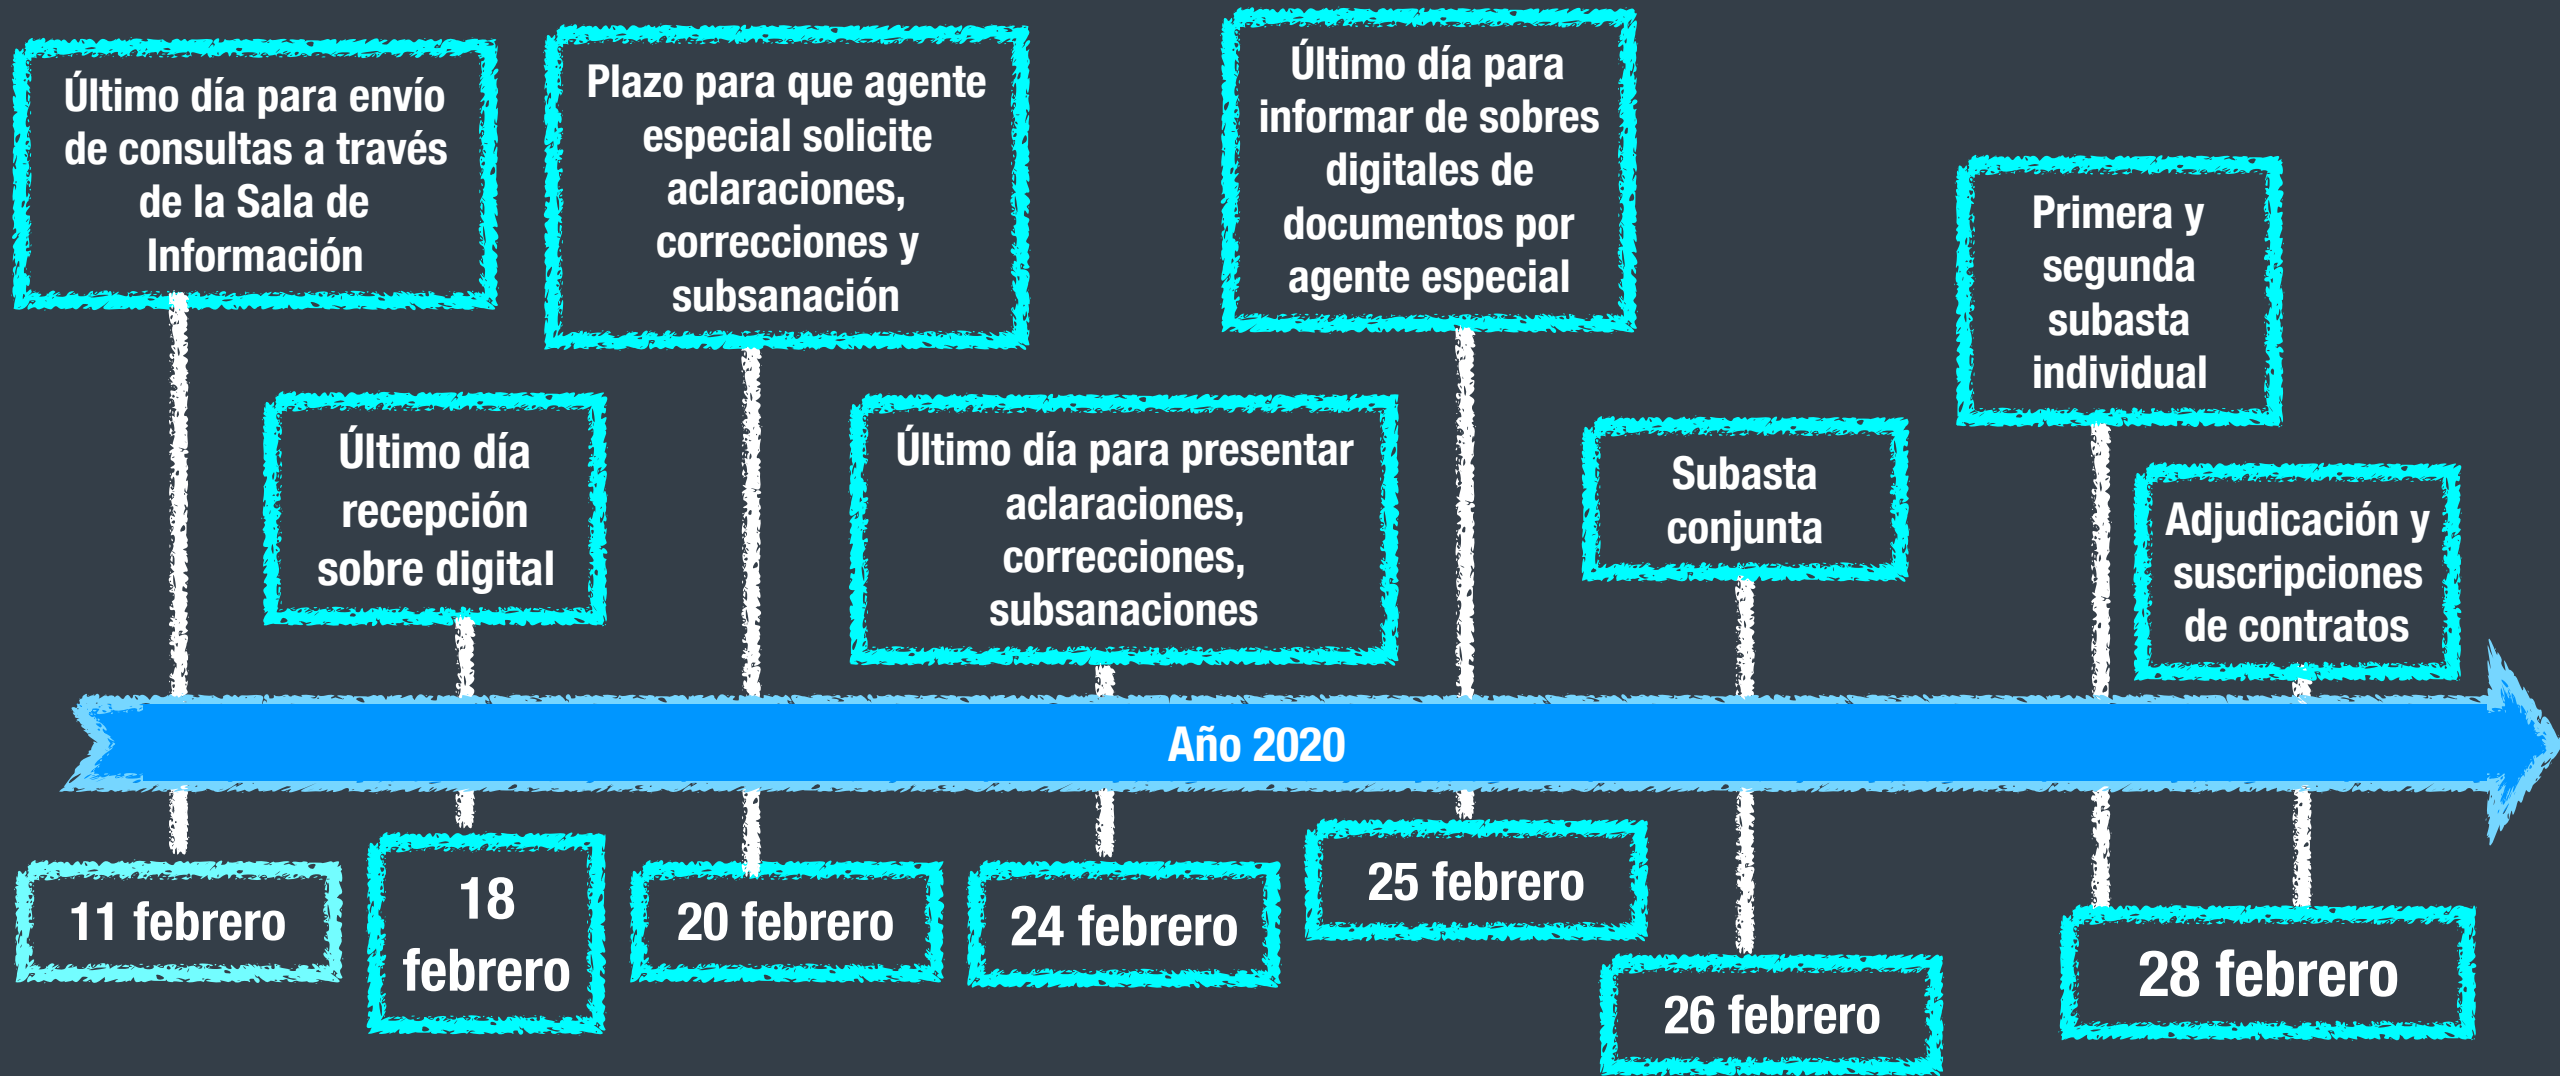 Último día para envío
de consultas a través
de la Sala de
Información
Plazo para que agente
especial solicite
aclaraciones,
correcciones y
subsanación
Último día para
informar de sobres
digitales de
documentos por
agente especial
Primera y
segunda
subasta
individual
Último día
recepción
sobre digital
Último día para presentar
aclaraciones,
correcciones,
subsanaciones
Subasta
conjunta
Adjudicación y
suscripciones
de contratos
Año 2020
11 febrero
18
febrero
20 febrero
24 febrero
25 febrero
26 febrero
28 febrero